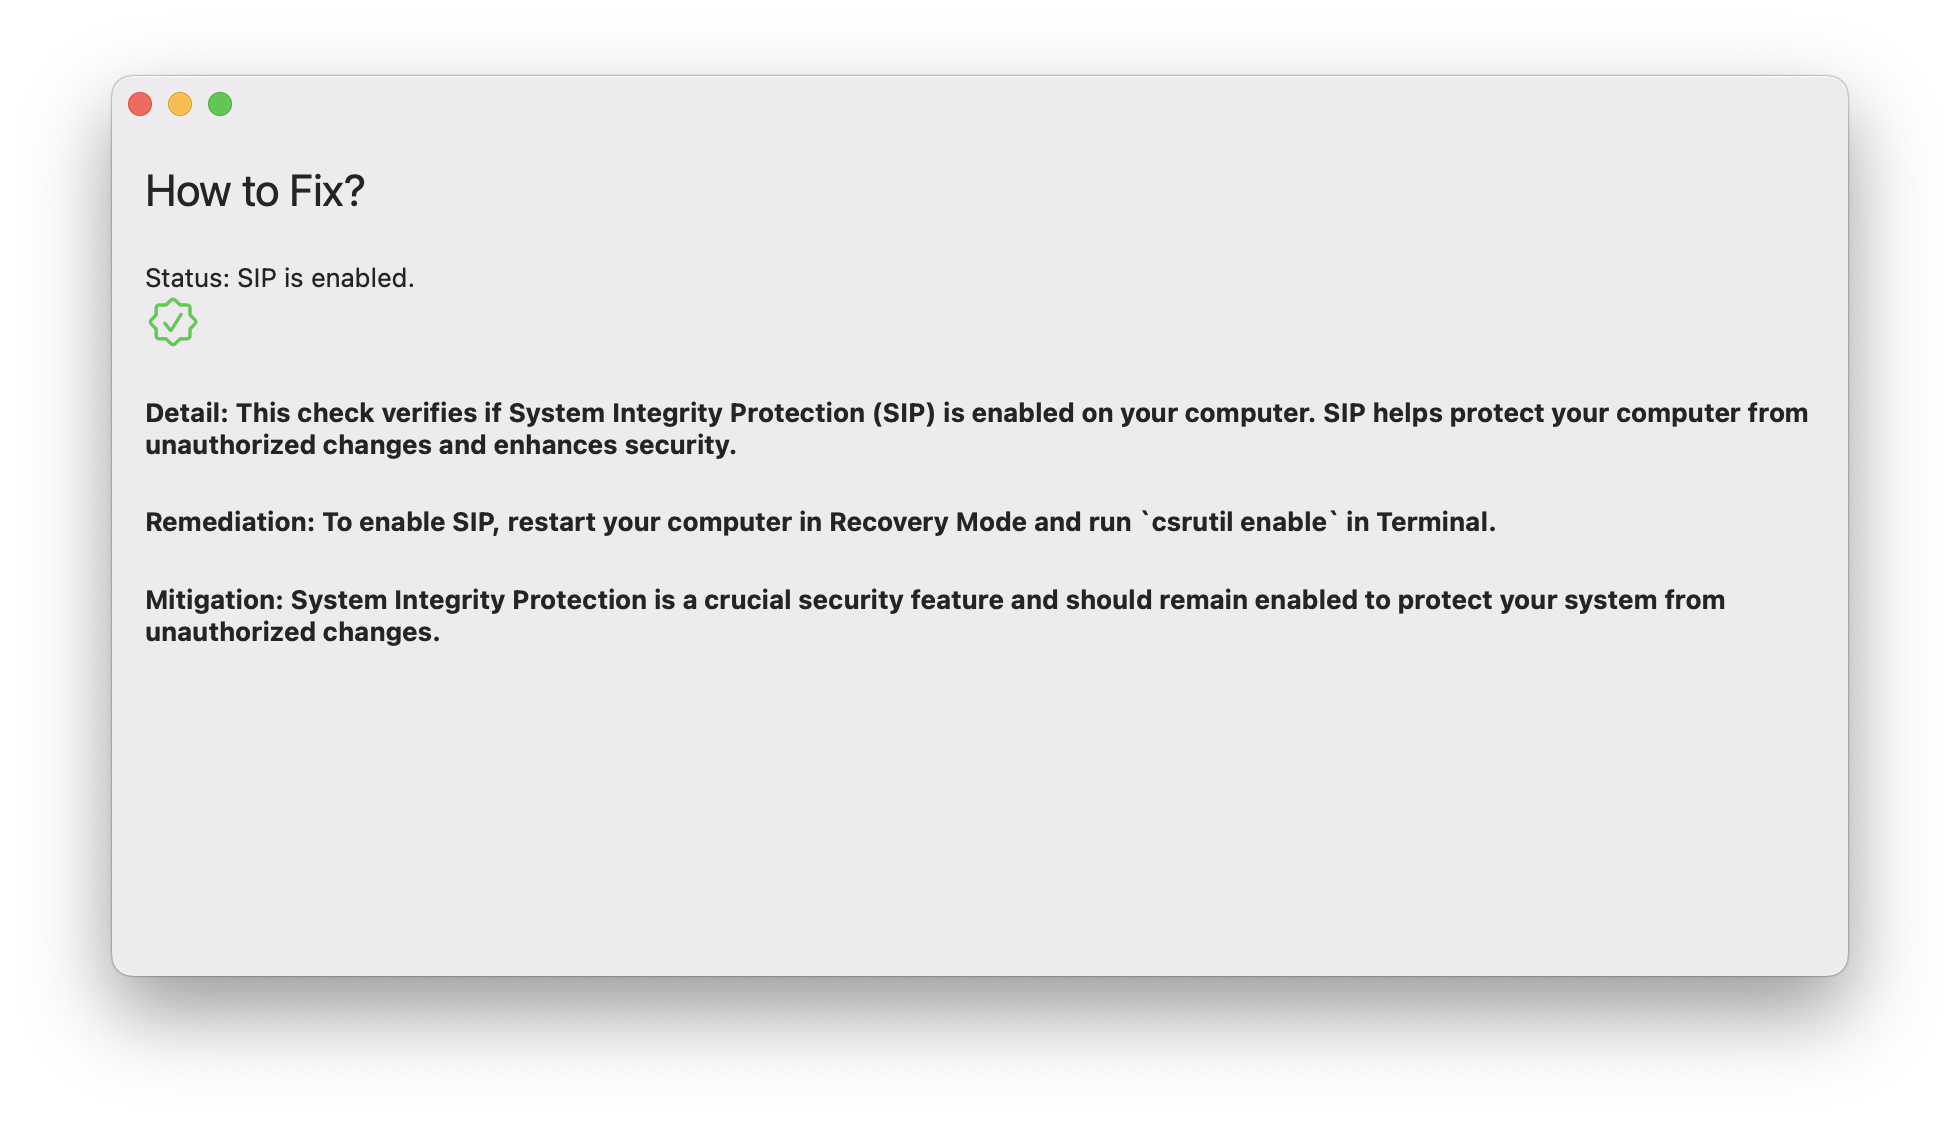 How to Fix?
Status: SIP is enabled.
Detail: This check verifies if System Integrity Protection (SIP) is enabled on your computer. SIP helps protect your computer from
unauthorized changes and enhances security.
Remediation: To enable SIP, restart your computer in Recovery Mode and run `csrutil enable` in Terminal.
Mitigation: System Integrity Protection is a crucial security feature and should remain enabled to protect your system from
unauthorized changes.